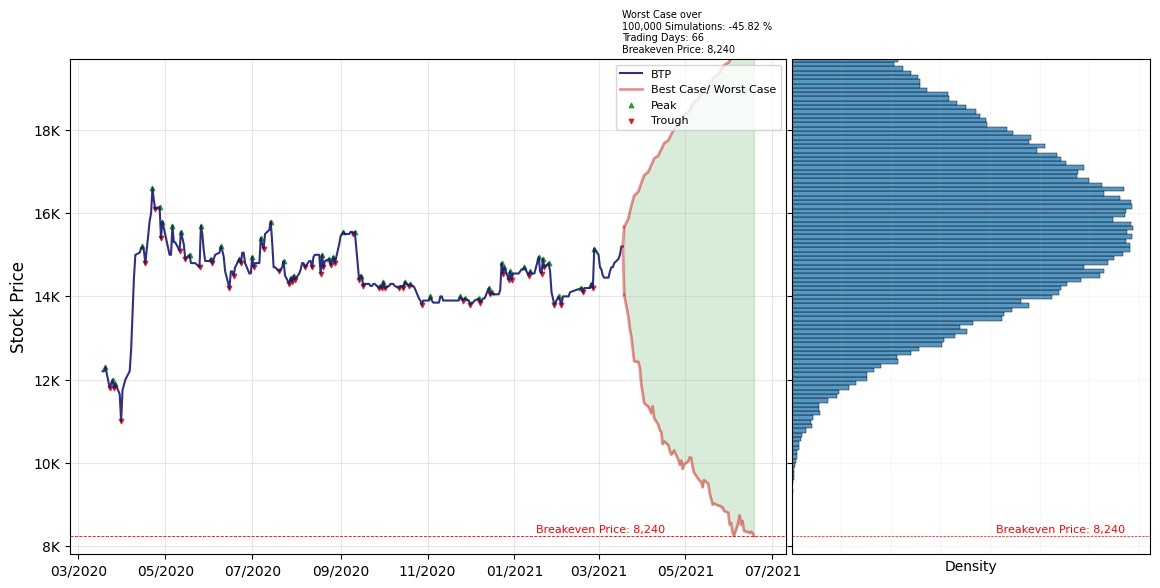 Worst Case over
100,000 Simulations: -45.82 %
Trading Days: 66
Breakeven Price: 8,240
BTP
Best Case/ Worst Case
Peak
Trough
Stock Price
18K
16K
14K
12K
10K
8K
Breakeven Price: 8,240
Breakeven Price: 8,240
03/2020
05/2020
07/2020
09/2020
11/2020
01/2021
03/2021
05/2021
07/2021
Density